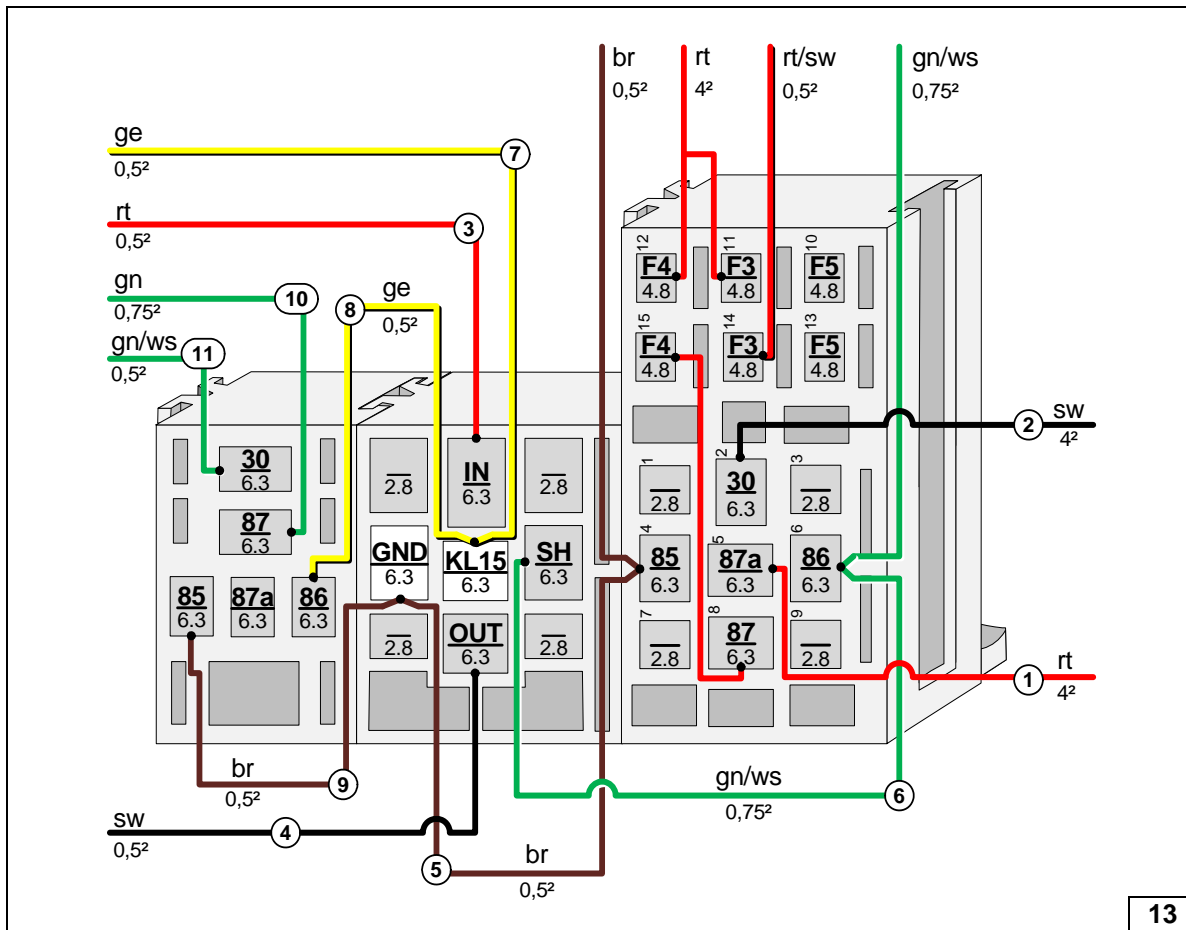 br
0,5²
rt
4²
rt/sw
0,5²
gn/ws
0,75²
ge
0,5²
7
rt
0,5²
3
gn
0,75²
10
8
ge
0,5²
gn/ws
0,5²
11
12
F4
4.8
11
F3
4.8
10
F5
4.8
15
F4
4.8
14
F3
4.8
13
F5
4.8
2
sw
4²
30
6.3
87
6.3
85
6.3
87a
6.3
86
6.3
2.8
IN
6.3
2.8
GND
6.3
KL15
6.3
SH
6.3
2.8
OUT
6.3
2.8
1
2.8
2
30
6.3
3
2.8
4
85
6.3
5
87a
6.3
6
86
6.3
7
2.8
8
87
6.3
9
2.8
1
rt
4²
br
0,5²
9
gn/ws
0,75²
6
sw
0,5²
4
5
br
0,5²
13